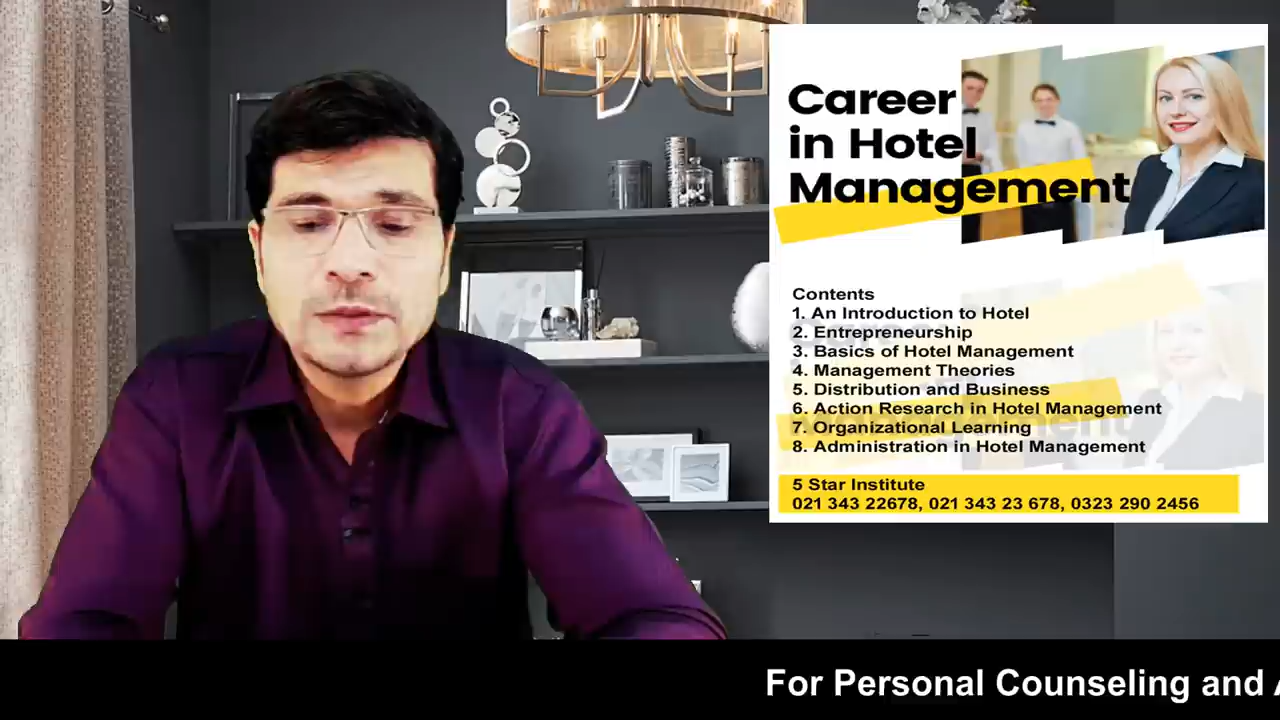 Career
in Hotel
Management
Contents
1. An Introduction to Hotel
2. Entrepreneurship
3. Basics of Hotel Management
4. Management Theories
5. Distribution and Business
6. Action Research in Hotel Management
7. Organizational Learning
8. Administration in Hotel Management
5 Star Institute
021 343 22678, 021 343 23 678, 0323 290 2456
For Personal Counseling and